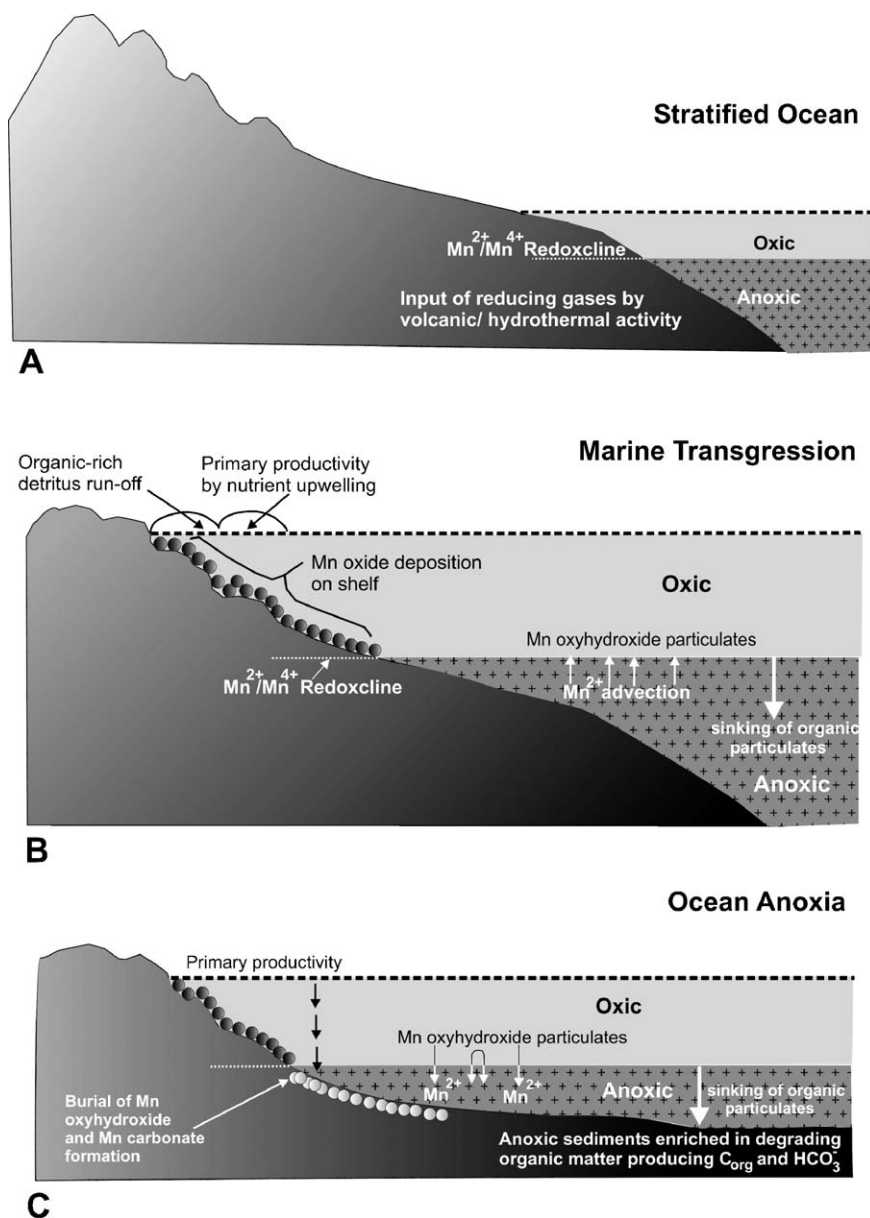 Stratified Ocean
Mn2+/Mn4+ Redoxcline
Oxic
Input of reducing gases by
volcanic/ hydrothermal activity
Anoxic
A
Marine Transgression
Organic-rich
detritus run-off
Primary productivity
by nutrient upwelling
Mn oxide deposition
on shelf
Oxic
Mn oxyhydroxide particulates
Mn2+/Mn4+ Redoxcline
Mn2+ advection
sinking of organic
particulates
Anoxic
B
Ocean Anoxia
Primary productivity
Oxic
Mn oxyhydroxide particulates
Mn2+
Mn2+
Anoxic
sinking of organic
particulates
Burial of Mn
oxyhydroxide
and Mn carbonate
formation
Anoxic sediments enriched in degrading
organic matter producing Corg and HCO3-
C